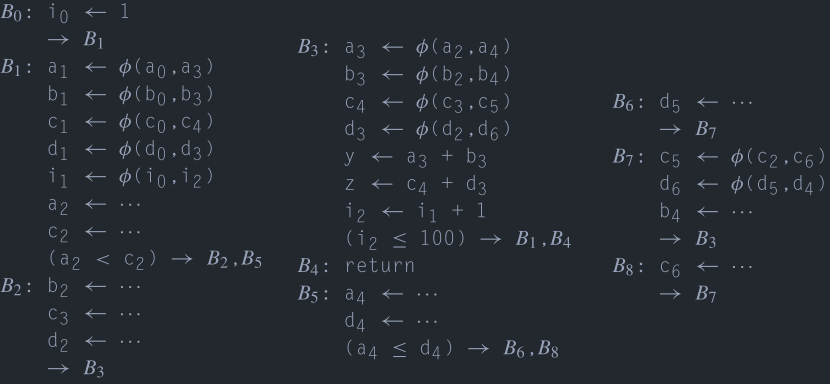 B₀: i₀ ← 1
→ B₁
B₁: a₁ ← ϕ(a₀,a₃)
b₁ ← ϕ(b₀,b₃)
c₁ ← ϕ(c₀,c₄)
d₁ ← ϕ(d₀,d₃)
i₁ ← ϕ(i₀,i₂)
a₂ ← ⋯
c₂ ← ⋯
(a₂ < c₂) → B₂,B₅
B₂: b₂ ← ⋯
c₃ ← ⋯
d₂ ← ⋯
→ B₃
B₃: a₃ ← ϕ(a₂,a₄)
b₃ ← ϕ(b₂,b₄)
c₄ ← ϕ(c₃,c₅)
d₃ ← ϕ(d₂,d₆)
y ← a₃ + b₃
z ← c₄ + d₃
i₂ ← i₁ + 1
(i₂ ≤ 100) → B₁,B₄
B₄: return
B₅: a₄ ← ⋯
d₄ ← ⋯
(a₄ ≤ d₄) → B₆,B₈
B₆: d₅ ← ⋯
→ B₇
B₇: c₅ ← ϕ(c₂,c₆)
d₆ ← ϕ(d₅,d₄)
b₄ ← ⋯
→ B₃
B₈: c₆ ← ⋯
→ B₇